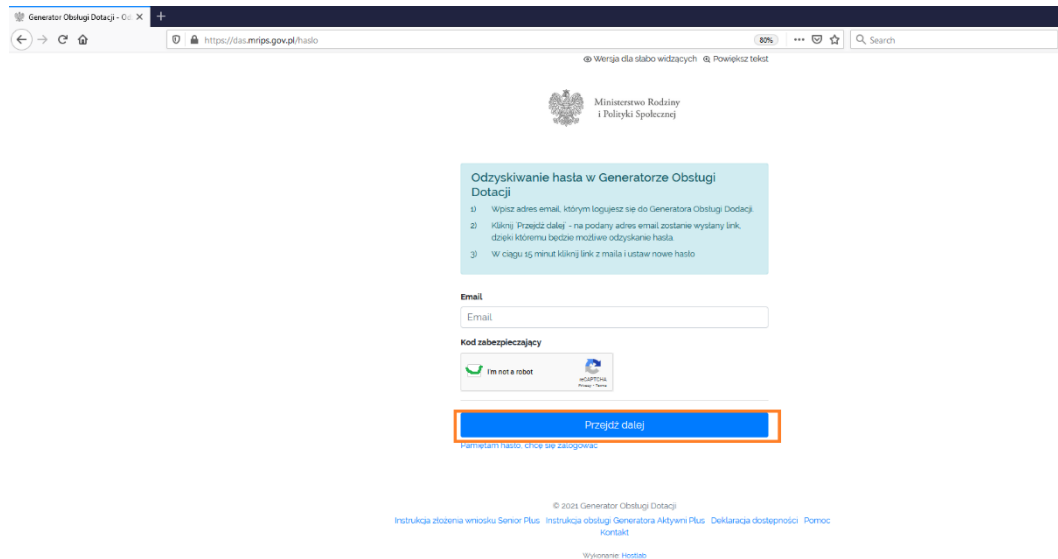 Generator Obsługi Dotacji - Od
https://das.mrips.gov.pl/haslo
80%
Search
Wersja dla słabo widzących Powiększ tekst
Ministerstwo Rodziny
i Polityki Społecznej
Odzyskiwanie hasła w Generatorze Obsługi
Dotacji
1) Wpisz adres email, którym logujesz się do Generatora Obsługi Dodacji.
2) Kliknij 'Przejdź dalej' - na podany adres email zostanie wysłany link,
dzięki któremu będzie możliwe odzyskanie hasła.
3) W ciągu 15 minut kliknij link z maila i ustaw nowe hasło
Email
Email
Kod zabezpieczający
I'm not a robot
reCAPTCHA
Privacy - Terms
Przejdź dalej
Pamiętam hasło, chcę się zalogować
© 2021 Generator Obsługi Dotacji
Instrukcja złożenia wniosku Senior Plus Instrukcja obsługi Generatora Aktywni Plus Deklaracja dostępności Pomoc
Kontakt
Wykonanie: Hostlab